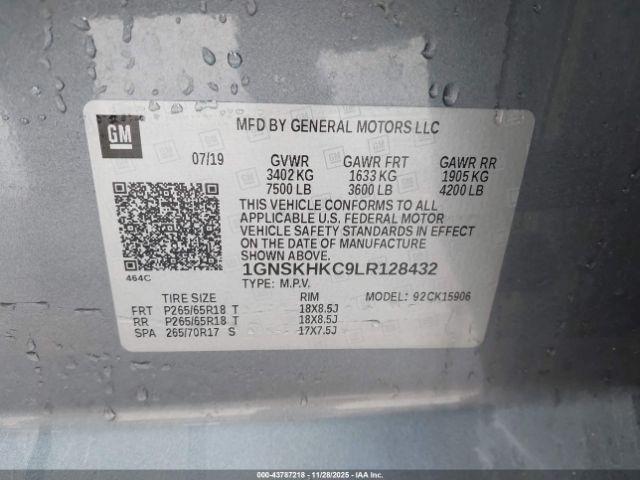 GM
MFD BY GENERAL MOTORS LLC
07/19 GVWR GAWR FRT GAWR RR
3402 KG 1633 KG 1905 KG
7500 LB 3600 LB 4200 LB
THIS VEHICLE CONFORMS TO ALL
APPLICABLE U.S. FEDERAL MOTOR
VEHICLE SAFETY STANDARDS IN EFFECT
ON THE DATE OF MANUFACTURE
SHOWN ABOVE.
1GNSKHKC9LR128432
464C
TYPE: M.P.V.
TIRE SIZE RIM MODEL: 92CK15906
FRT P265/65R18 T 18X8.5J
RR P265/65R18 T 18X8.5J
SPA 265/70R17 S 17X7.5J
000-43787218 - 11/28/2025 - IAAI.COM